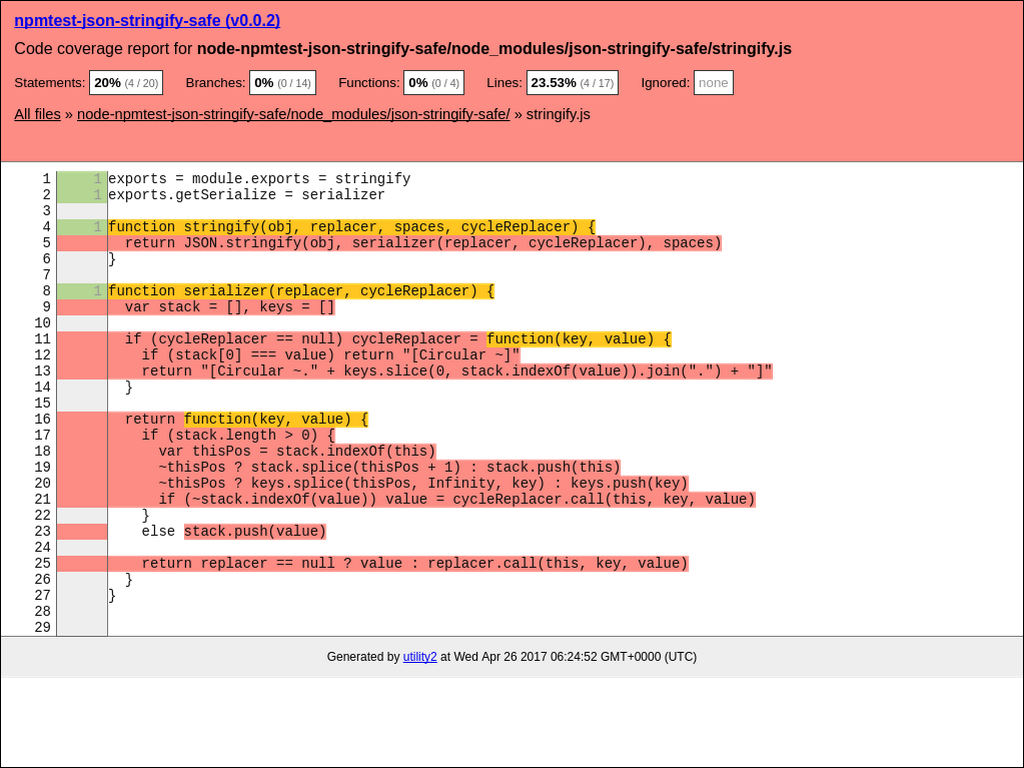 npmtest-json-stringify-safe (v0.0.2)
Code coverage report for node-npmtest-json-stringify-safe/node_modules/json-stringify-safe/stringify.js
Statements: 20% (4 / 20) Branches: 0% (0 / 14) Functions: 0% (0 / 4) Lines: 23.53% (4 / 17) Ignored: none
All files » node-npmtest-json-stringify-safe/node_modules/json-stringify-safe/ » stringify.js
1 1 exports = module.exports = stringify
2 1 exports.getSerialize = serializer
3
4 1 function stringify(obj, replacer, spaces, cycleReplacer) {
5   return JSON.stringify(obj, serializer(replacer, cycleReplacer), spaces)
6 }
7
8 1 function serializer(replacer, cycleReplacer) {
9   var stack = [], keys = []
10
11   if (cycleReplacer == null) cycleReplacer = function(key, value) {
12     if (stack[0] === value) return "[Circular ~]"
13     return "[Circular ~." + keys.slice(0, stack.indexOf(value)).join(".") + "]"
14   }
15
16   return function(key, value) {
17     if (stack.length > 0) {
18       var thisPos = stack.indexOf(this)
19       ~thisPos ? stack.splice(thisPos + 1) : stack.push(this)
20       ~thisPos ? keys.splice(thisPos, Infinity, key) : keys.push(key)
21       if (~stack.indexOf(value)) value = cycleReplacer.call(this, key, value)
22     }
23     else stack.push(value)
24
25     return replacer == null ? value : replacer.call(this, key, value)
26   }
27 }
28
29
Generated by utility2 at Wed Apr 26 2017 06:24:52 GMT+0000 (UTC)